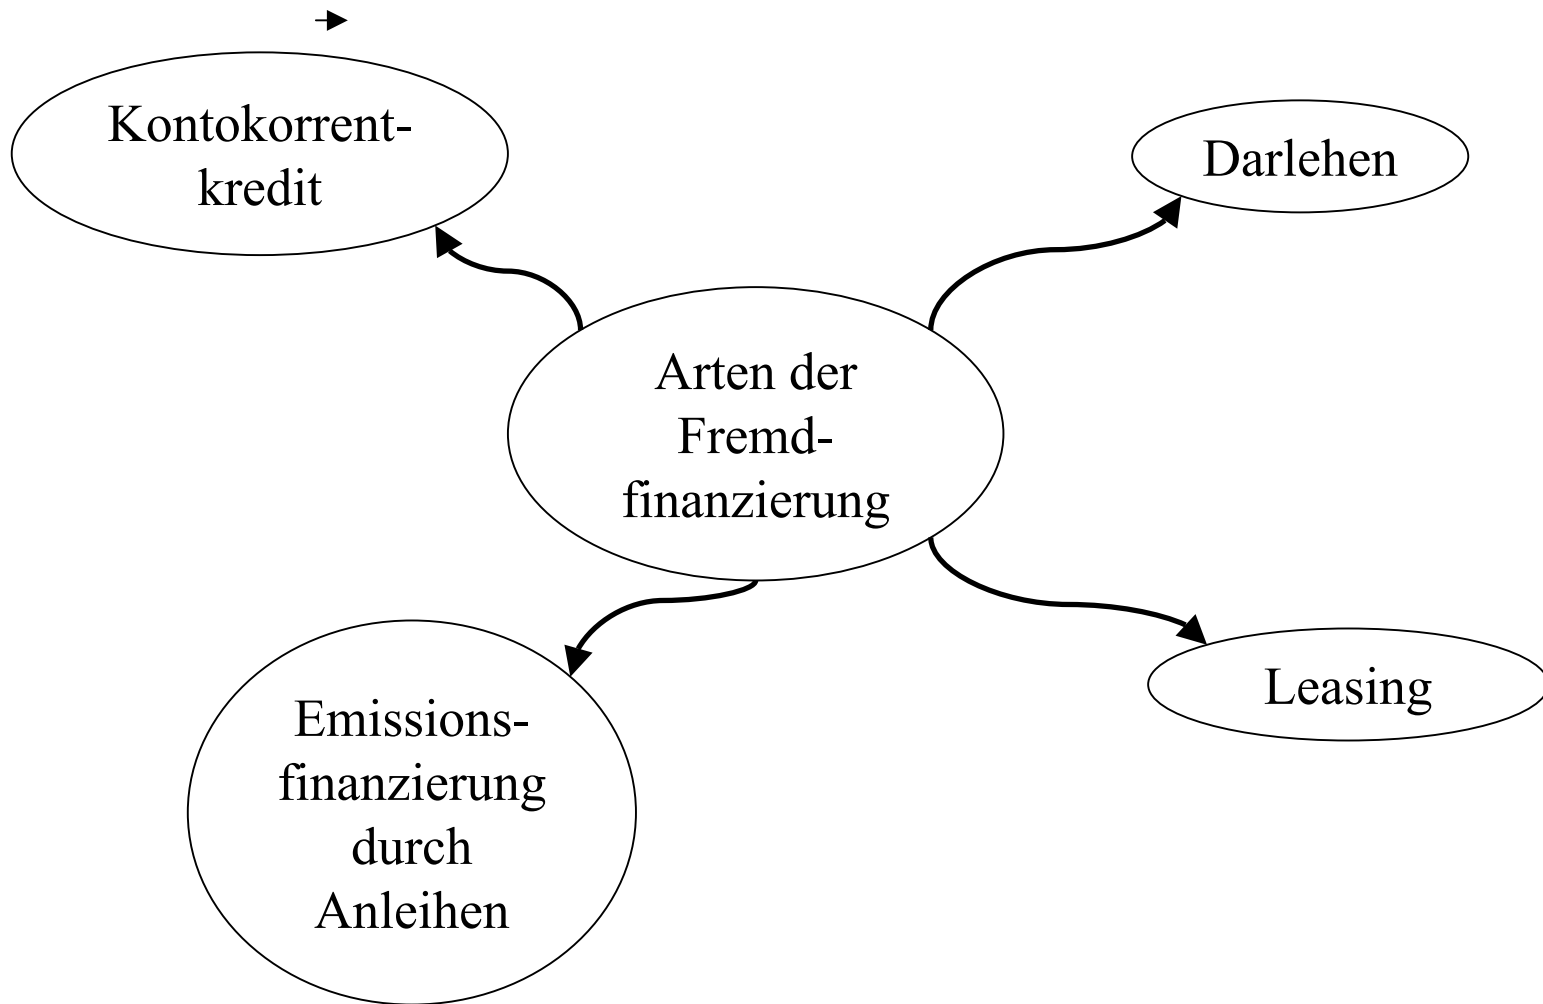 Kontokorrent-
kredit
Darlehen
Arten der
Fremd-
finanzierung
Leasing
Emissions-
finanzierung
durch
Anleihen